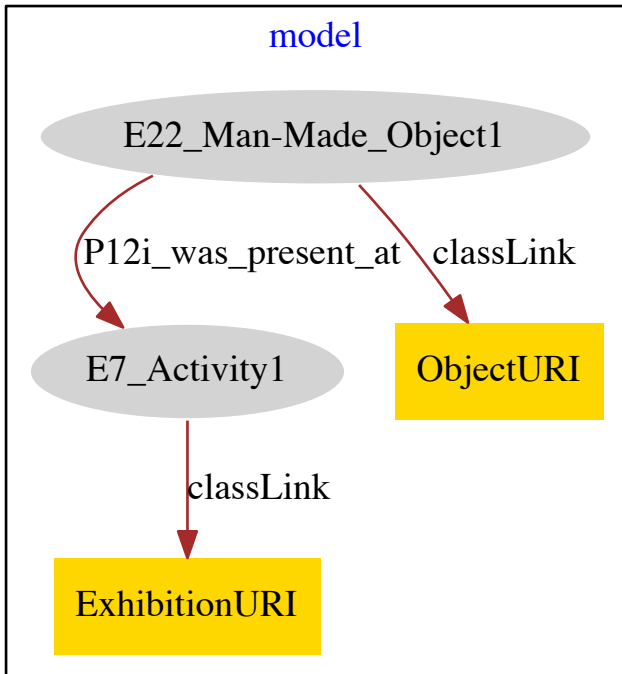 model
E22_Man-Made_Object1
P12i_was_present_at
classLink
E7_Activity1
ObjectURI
classLink
ExhibitionURI